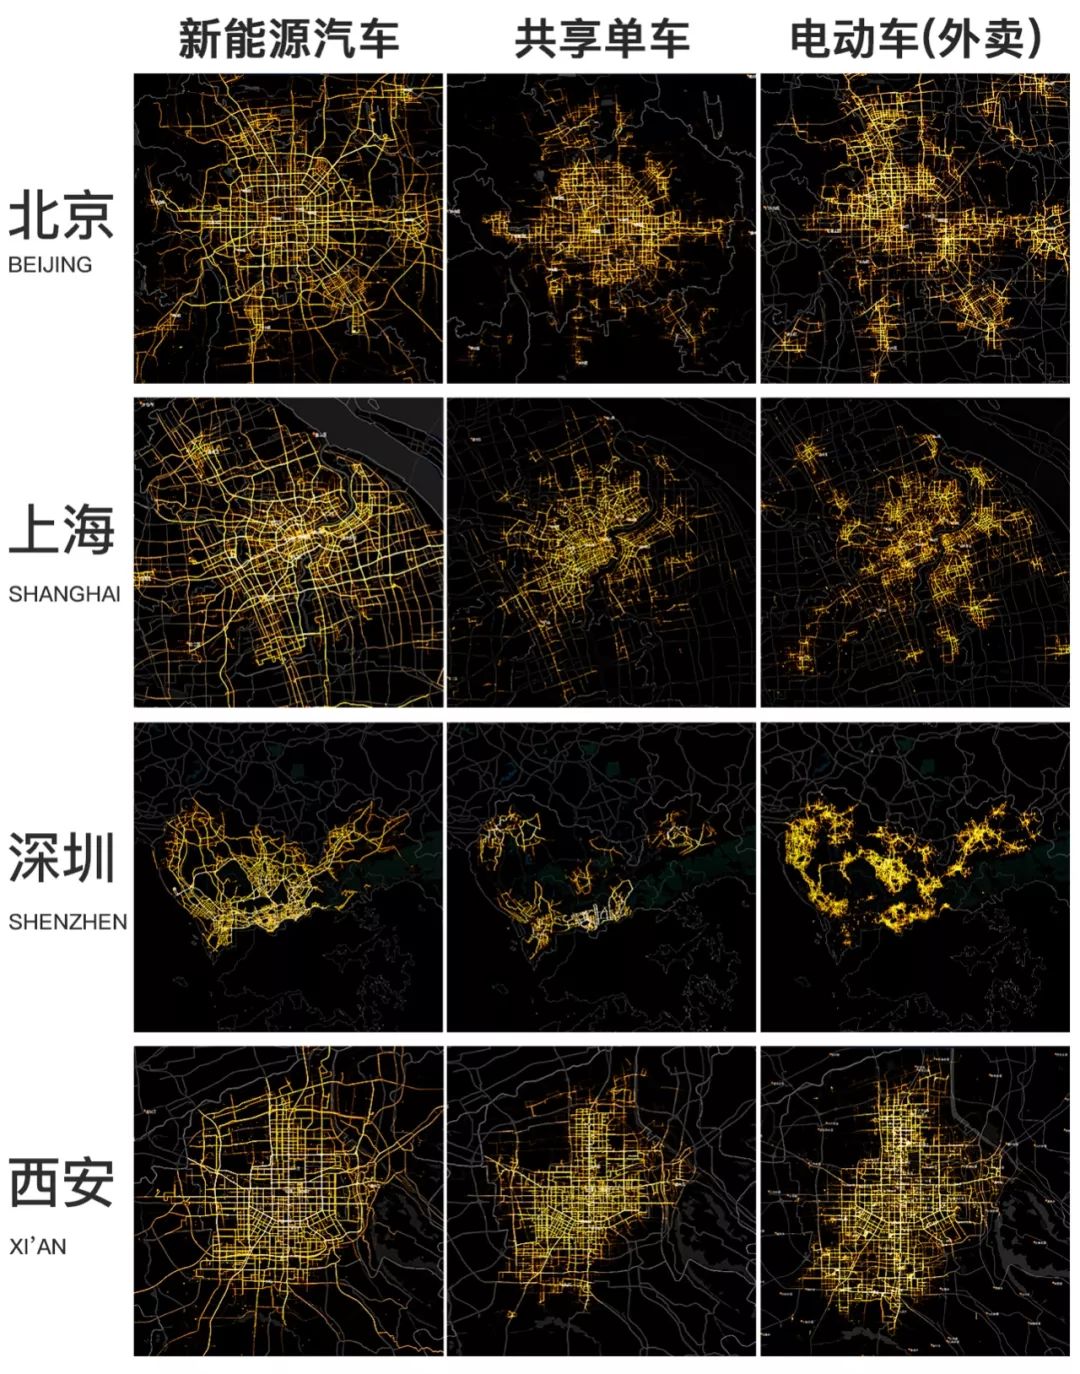 新能源汽车 共享单车 电动车(外卖)
北京
BEIJING
上海
SHANGHAI
深圳
SHENZHEN
西安
XI'AN